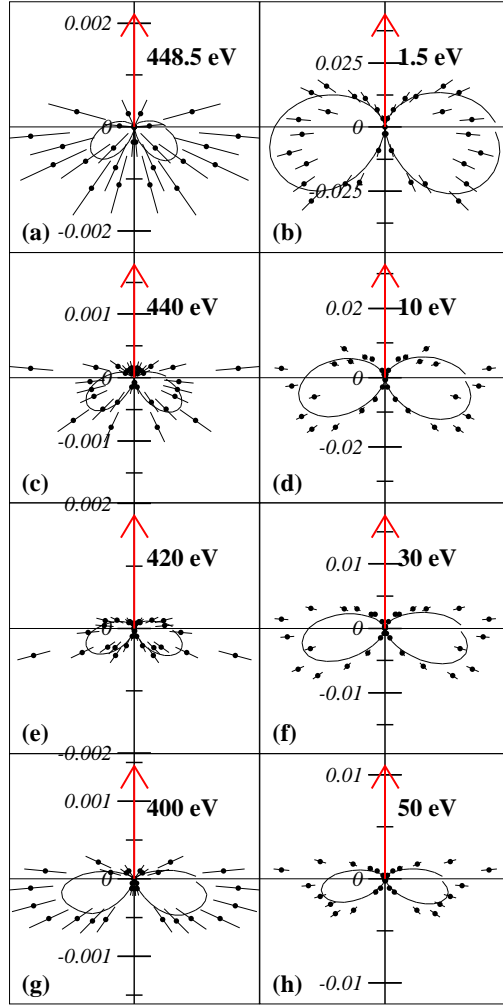 0.002
448.5 eV
0
(a)
-0.002
0.025
1.5 eV
0
-0.025
(b)
0.001
440 eV
0
-0.001
(c)
0.02
10 eV
0
-0.02
(d)
0.002
420 eV
0
(e)
-0.002
0.01
30 eV
0
-0.01
(f)
0.001
400 eV
0
-0.001
(g)
0.01
50 eV
0
(h)
-0.01